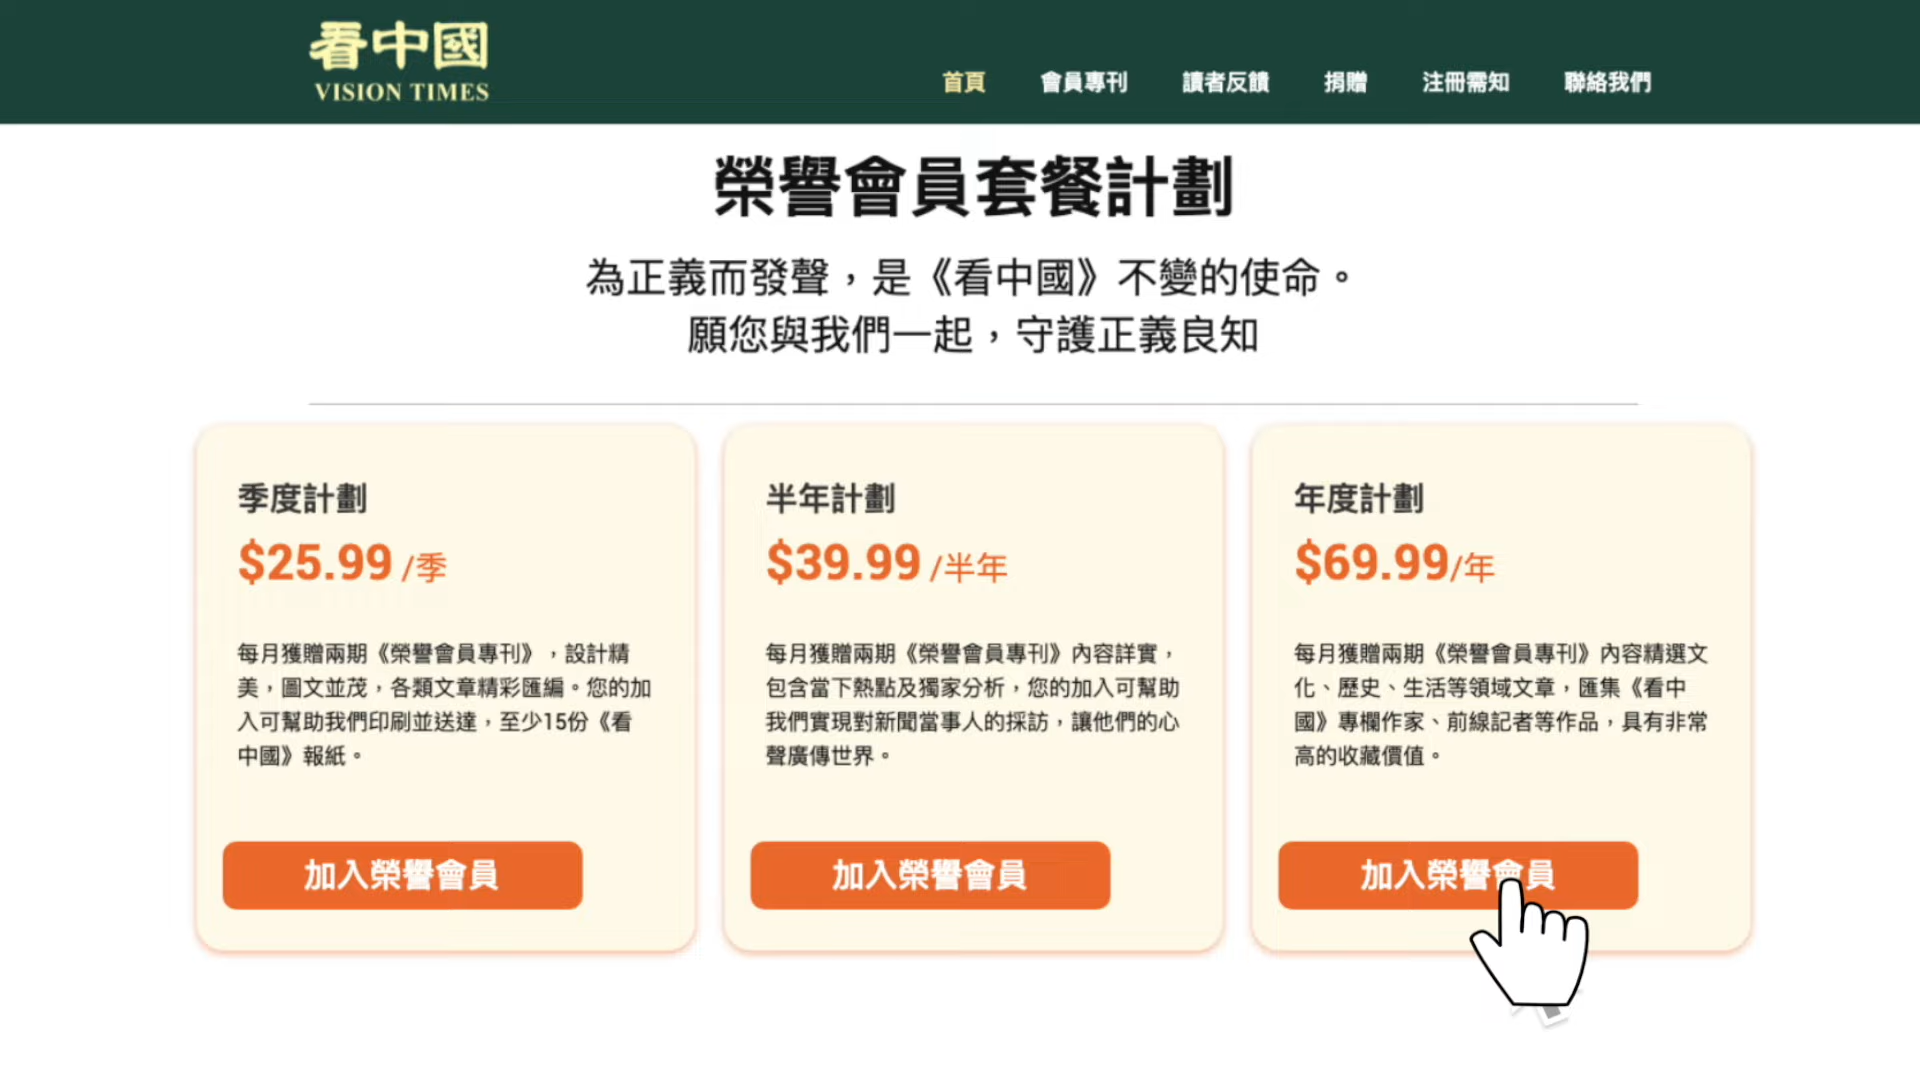 看中國
VISION TIMES
首頁 會員專刊 讀者反饋 捐贈 注冊需知 聯絡我們
榮譽會員套餐計劃
為正義而發聲，是《看中國》不變的使命。
願您與我們一起，守護正義良知
季度計劃
$25.99 /季
每月獲贈兩期《榮譽會員專刊》，設計精
美，圖文並茂，各類文章精彩匯編。您的加
入可幫助我們印刷並送達，至少15份《看
中國》報紙。
加入榮譽會員
半年計劃
$39.99 /半年
每月獲贈兩期《榮譽會員專刊》內容詳實，
包含當下熱點及獨家分析，您的加入可幫助
我們實現對新聞當事人的採訪，讓他們的心
聲廣傳世界。
加入榮譽會員
年度計劃
$69.99/年
每月獲贈兩期《榮譽會員專刊》內容精選文
化、歷史、生活等領域文章，匯集《看中
國》專欄作家、前線記者等作品，具有非常
高的收藏價值。
加入榮譽會員